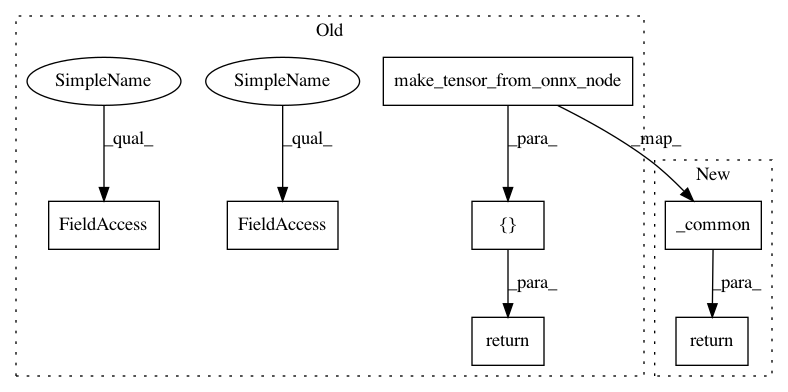 Old
SimpleName
SimpleName
make_tensor_from_onnx_node
_qual_
_qual_
_para_
_map_
New
FieldAccess
FieldAccess
{}
_common
_para_
_para_
return
return